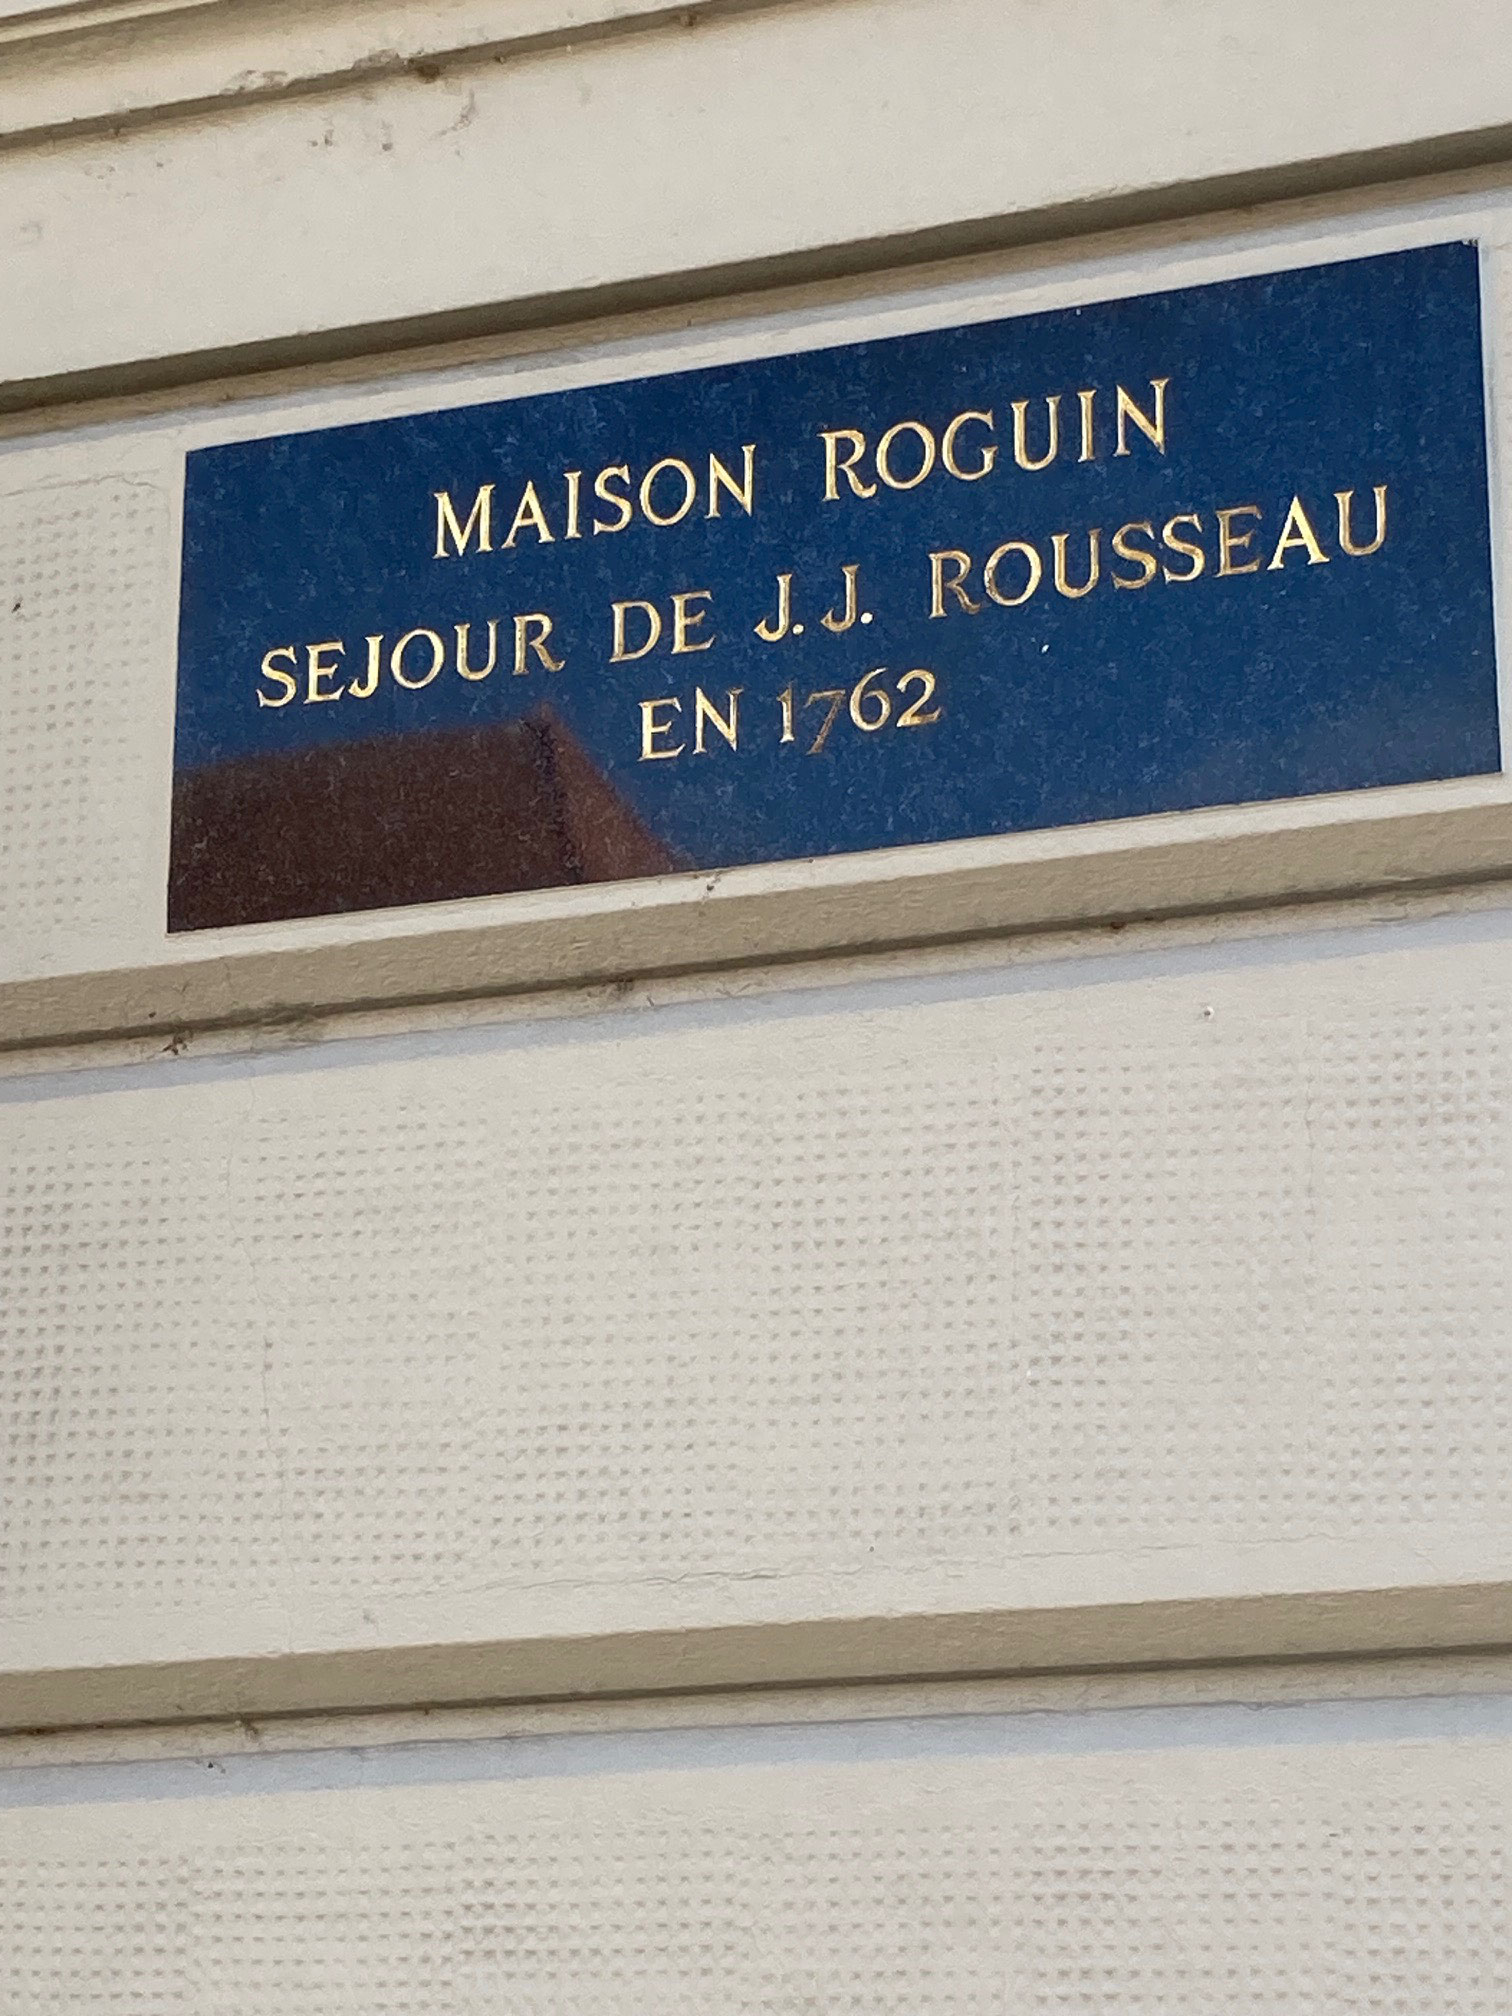 MAISON ROGUIN
SEJOUR DE J.J. ROUSSEAU
EN 1762